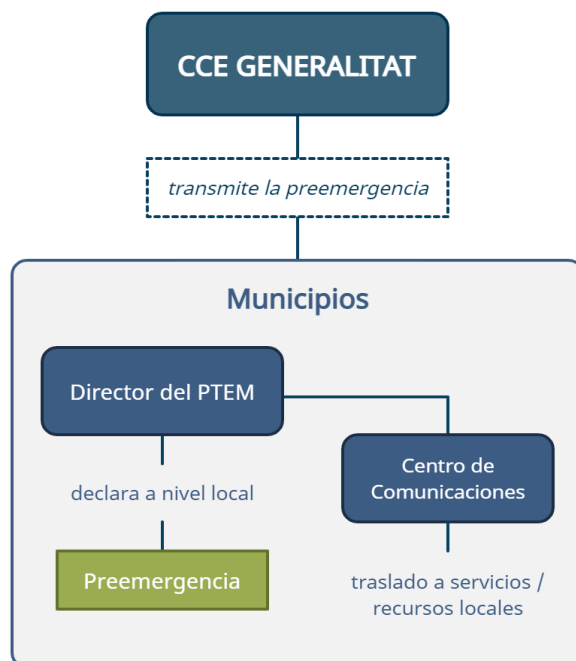 CCE GENERALITAT
transmite la preemergencia
Municipios
Director del PTEM
declara a nivel local
Preemergencia
Centro de
Comunicaciones
traslado a servicios /
recursos locales